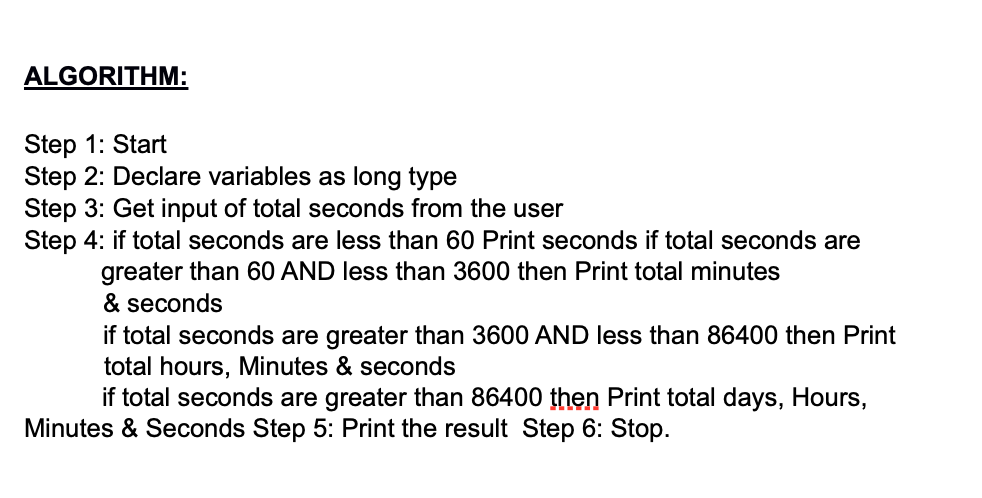 ALGORITHM:
Step 1: Start
Step 2: Declare variables as long type
Step 3: Get input of total seconds from the user
Step 4: if total seconds are less than 60 Print seconds if total seconds are
greater than 60 AND less than 3600 then Print total minutes
& seconds
if total seconds are greater than 3600 AND less than 86400 then Print
total hours, Minutes & seconds
if total seconds are greater than 86400 then Print total days, Hours,
Minutes & Seconds Step 5: Print the result  Step 6: Stop.